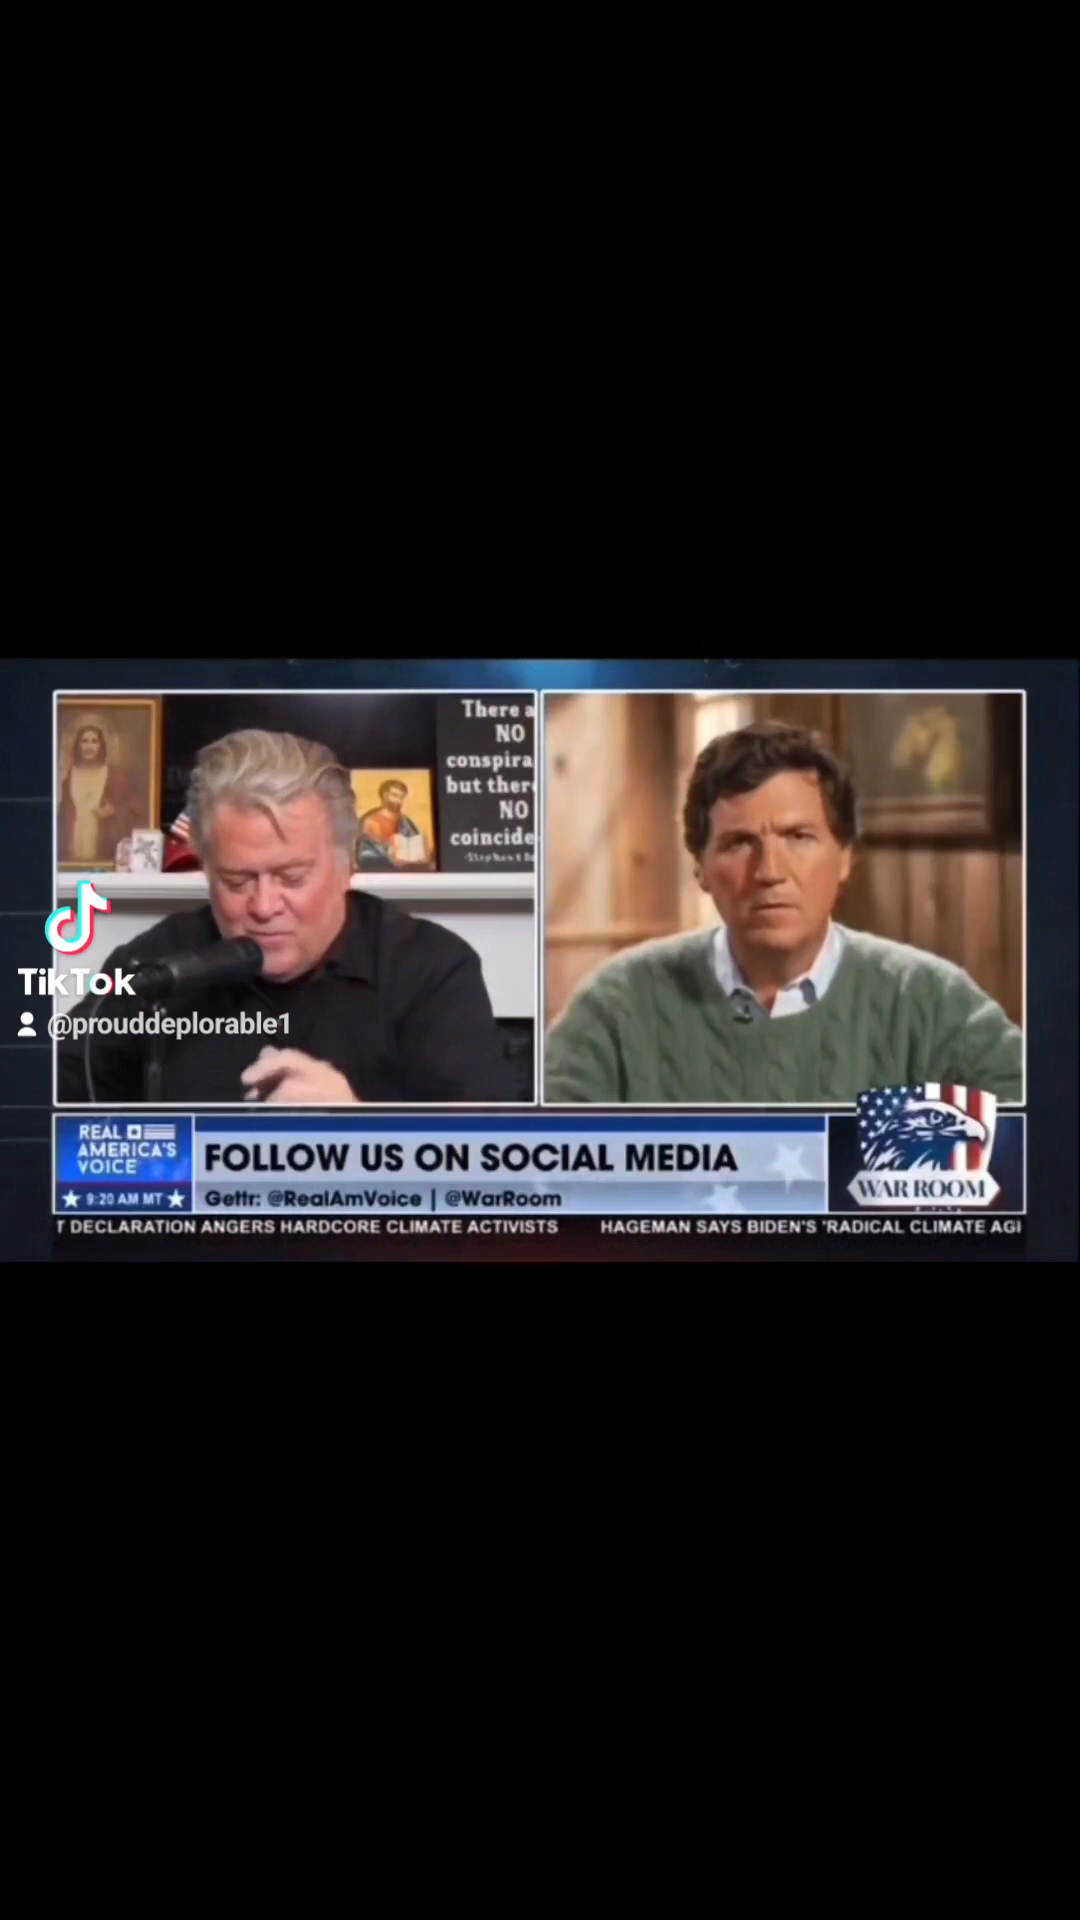 There a
NO
conspira
but ther
NO
coincide
TikTok
@prouddeplorable1
REAL
AMERICA'S
VOICE
9:20 AM MT
FOLLOW US ON SOCIAL MEDIA
Gettr: @RealAmVoice | @WarRoom
WAR ROOM
T DECLARATION ANGERS HARDCORE CLIMATE ACTIVISTS HAGEMAN SAYS BIDEN'S 'RADICAL CLIMATE AGI